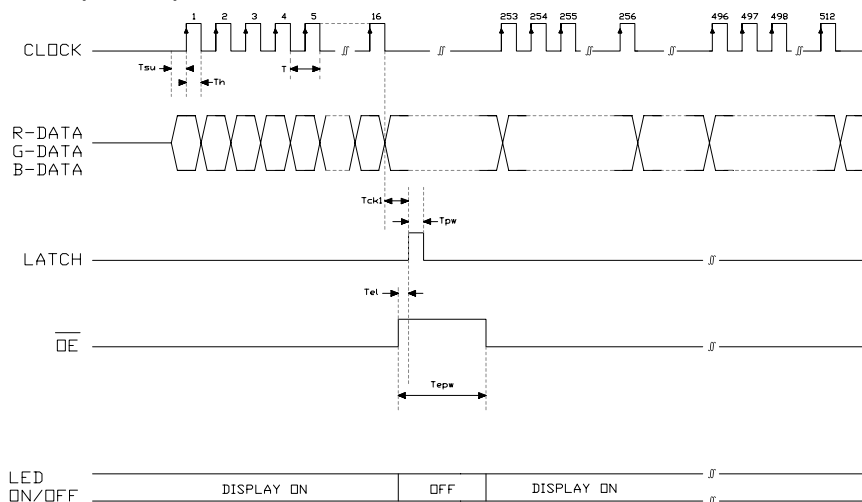 1 2 3 4 5 16 253 254 255 256 496 497 498 512
CLOCK
Tsu
Th
T
R-DATA
G-DATA
B-DATA
Tck1
Tpw
LATCH
Tel
OE
Tepw
LED
ON/OFF
DISPLAY ON OFF DISPLAY ON